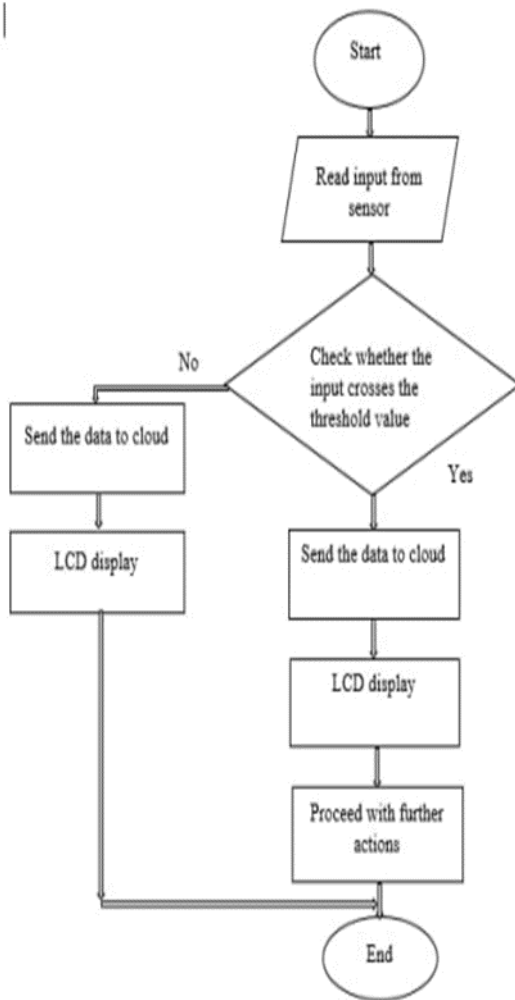 Start
Read input from
sensor
Check whether the
input crosses the
threshold value
No
Yes
Send the data to cloud
LCD display
Send the data to cloud
LCD display
Proceed with further
actions
End